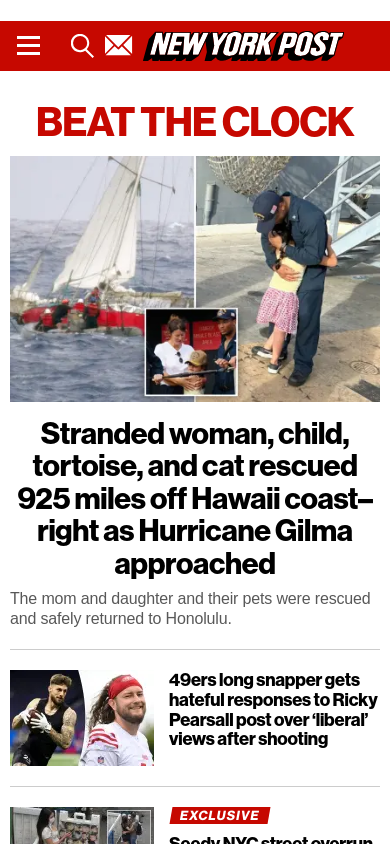 NEW YORK POST
BEAT THE CLOCK
Stranded woman, child,
tortoise, and cat rescued
925 miles off Hawaii coast–
right as Hurricane Gilma
approached
The mom and daughter and their pets were rescued
and safely returned to Honolulu.
49ers long snapper gets
hateful responses to Ricky
Pearsall post over ‘liberal’
views after shooting
EXCLUSIVE
Seedy NYC street overrun